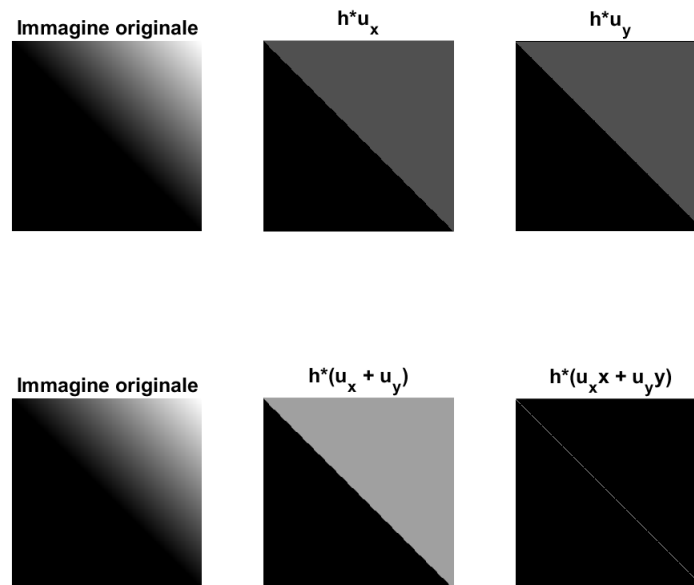 Immagine originale
h*u_x
h*u_y
Immagine originale
h*(u_x + u_y)
h*(u_xx + u_yy)